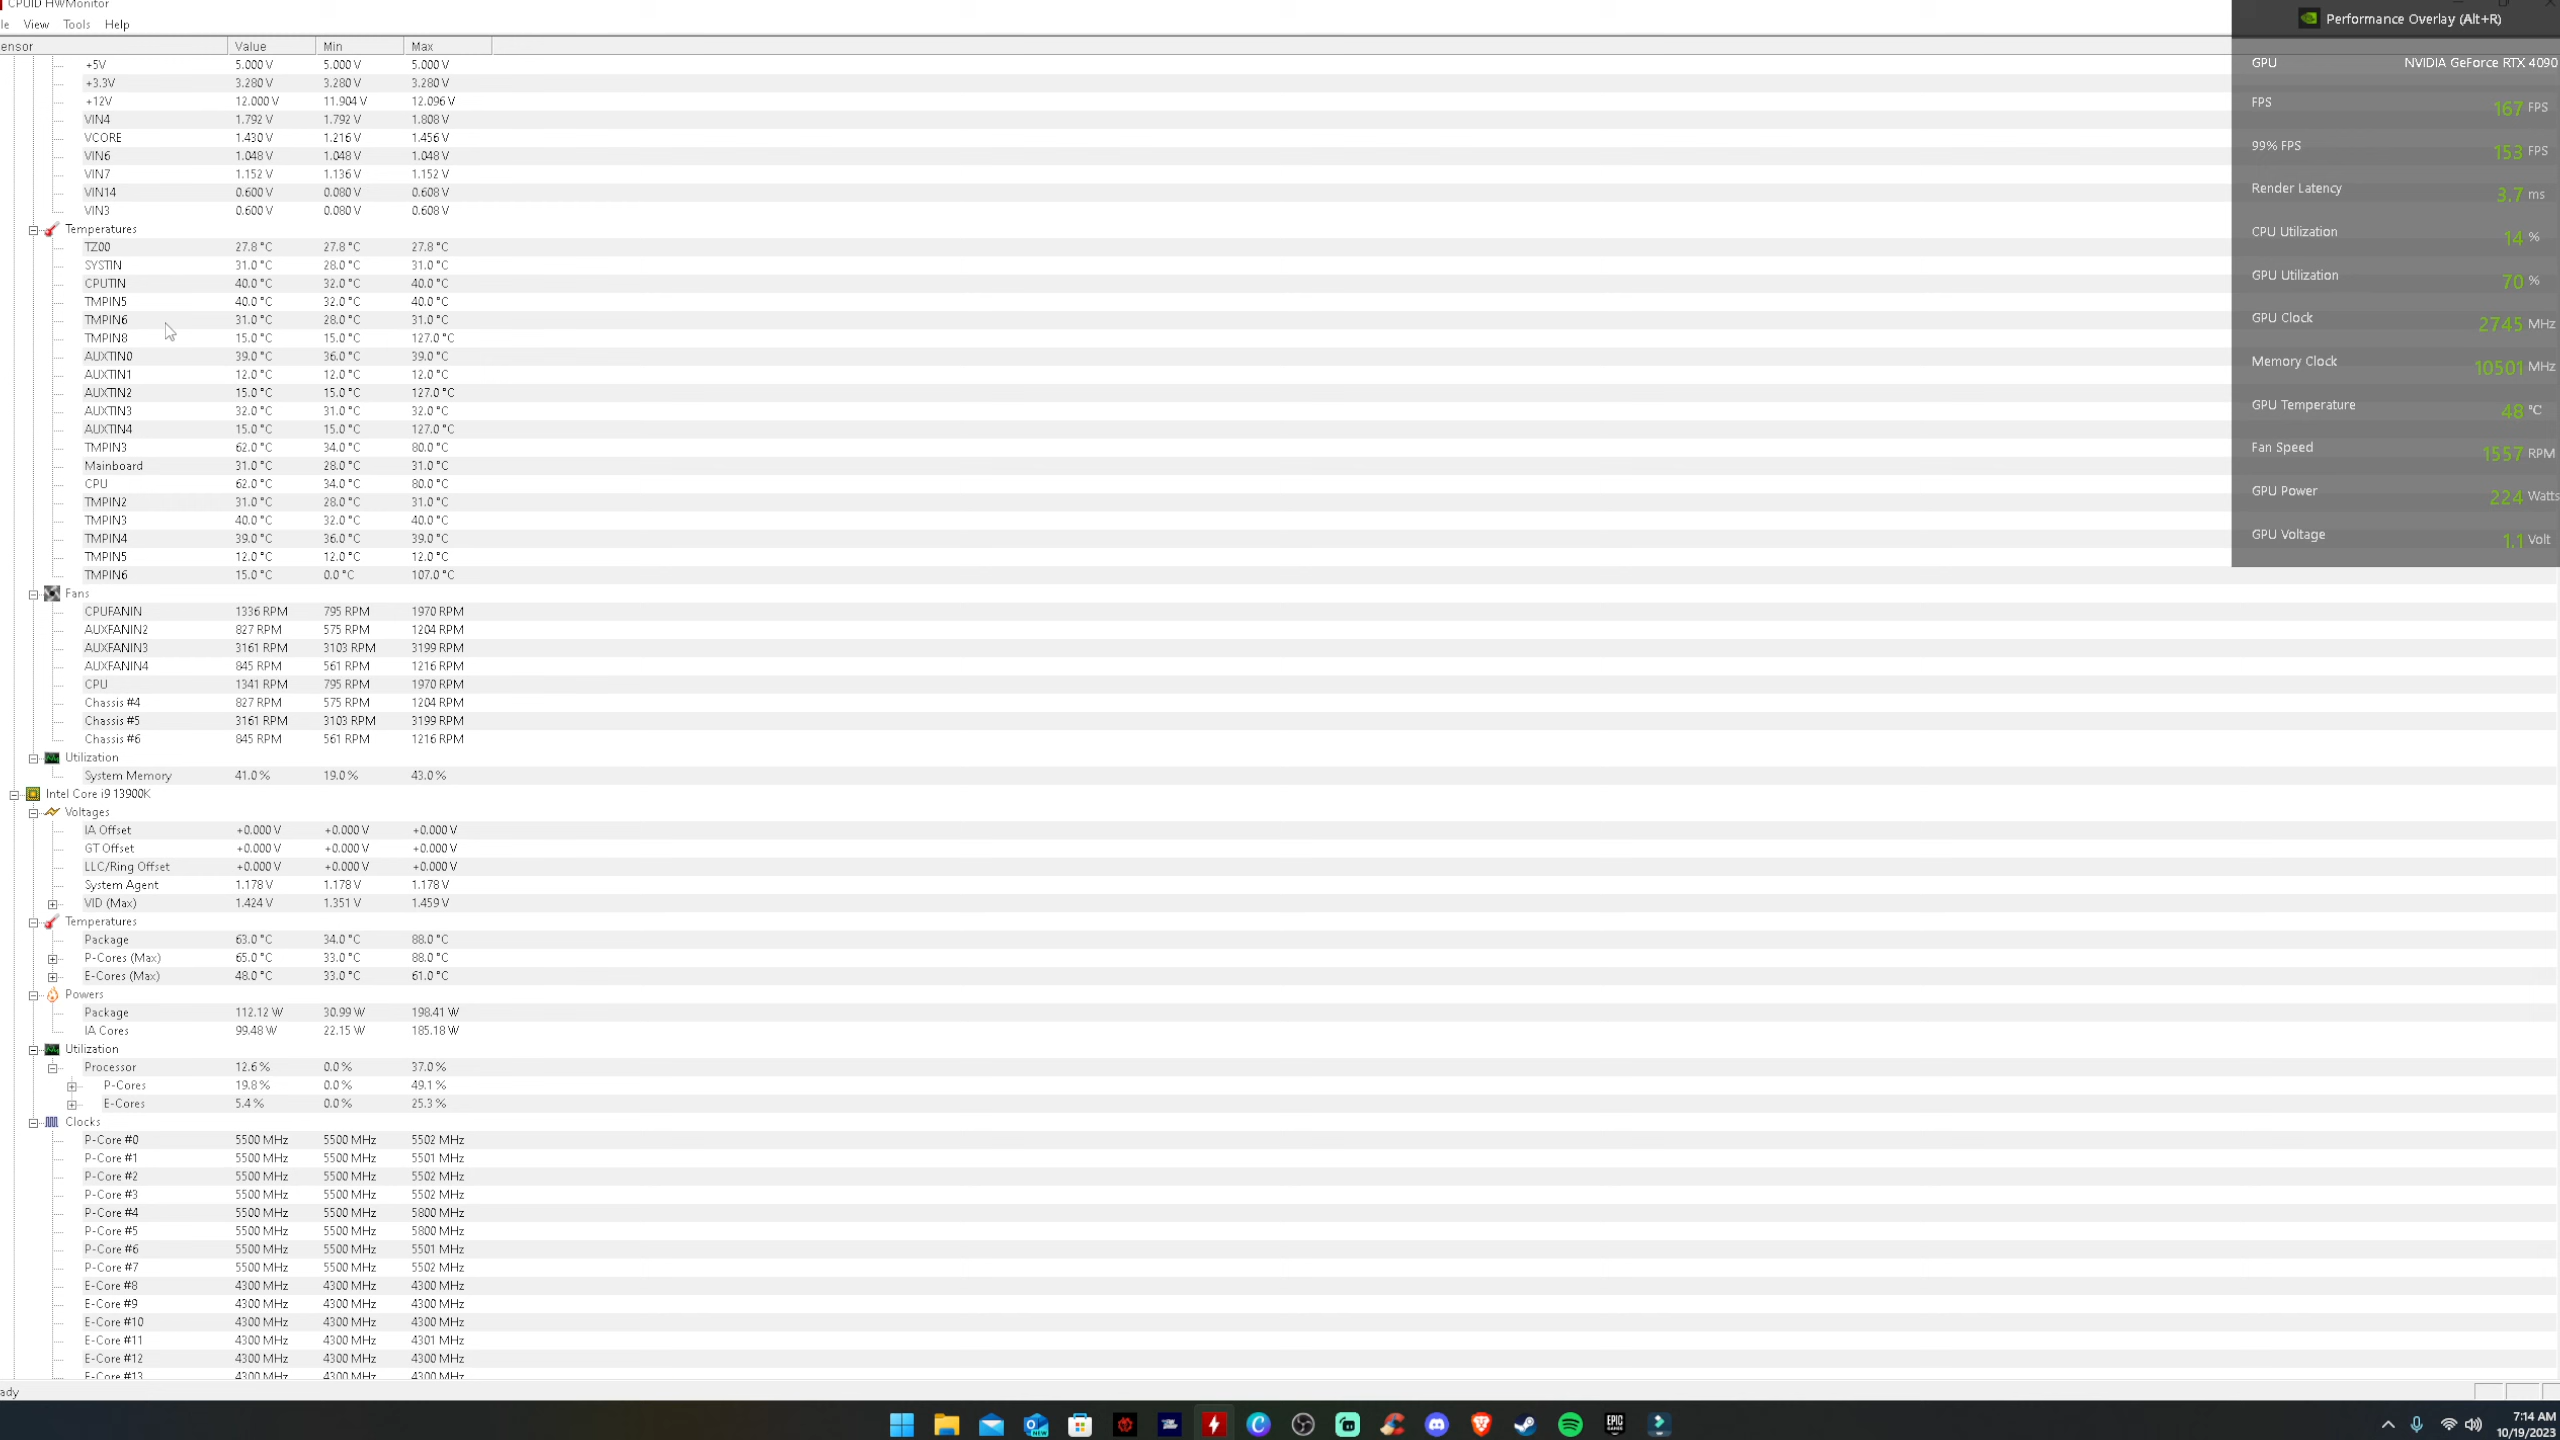 CPUID HWMonitor
View Tools Help
ensor Value Min Max
+5V 5.000 V 5.000 V 5.000 V
+3.3V 3.280 V 3.280 V 3.280 V
+12V 12.000 V 11.904 V 12.096 V
VIN4 1.792 V 1.792 V 1.808 V
VCORE 1.430 V 1.216 V 1.456 V
VIN6 1.048 V 1.048 V 1.048 V
VIN7 1.152 V 1.136 V 1.152 V
VIN14 0.600 V 0.080 V 0.608 V
VIN3 0.600 V 0.080 V 0.608 V
Temperatures
TZ00 27.8 °C 27.8 °C 27.8 °C
SYSTIN 31.0 °C 28.0 °C 31.0 °C
CPUTIN 40.0 °C 32.0 °C 40.0 °C
TMPIN5 40.0 °C 32.0 °C 40.0 °C
TMPIN6 31.0 °C 28.0 °C 31.0 °C
TMPIN8 15.0 °C 15.0 °C 127.0 °C
AUXTIN0 39.0 °C 36.0 °C 39.0 °C
AUXTIN1 12.0 °C 12.0 °C 12.0 °C
AUXTIN2 15.0 °C 15.0 °C 127.0 °C
AUXTIN3 32.0 °C 31.0 °C 32.0 °C
AUXTIN4 15.0 °C 15.0 °C 127.0 °C
TMPIN3 62.0 °C 34.0 °C 80.0 °C
Mainboard 31.0 °C 28.0 °C 31.0 °C
CPU 62.0 °C 34.0 °C 80.0 °C
TMPIN2 31.0 °C 28.0 °C 31.0 °C
TMPIN3 40.0 °C 32.0 °C 40.0 °C
TMPIN4 39.0 °C 36.0 °C 39.0 °C
TMPIN5 12.0 °C 12.0 °C 12.0 °C
TMPIN6 15.0 °C 0.0 °C 107.0 °C
Fans
CPUFANIN 1336 RPM 795 RPM 1970 RPM
AUXFANIN2 827 RPM 575 RPM 1204 RPM
AUXFANIN3 3161 RPM 3103 RPM 3199 RPM
AUXFANIN4 845 RPM 561 RPM 1216 RPM
CPU 1341 RPM 795 RPM 1970 RPM
Chassis #4 827 RPM 575 RPM 1204 RPM
Chassis #5 3161 RPM 3103 RPM 3199 RPM
Chassis #6 845 RPM 561 RPM 1216 RPM
Utilization
System Memory 41.0 % 19.0 % 43.0 %
Intel Core i9 13900K
Voltages
IA Offset +0.000 V +0.000 V +0.000 V
GT Offset +0.000 V +0.000 V +0.000 V
LLC/Ring Offset +0.000 V +0.000 V +0.000 V
System Agent 1.178 V 1.178 V 1.178 V
VID (Max) 1.424 V 1.351 V 1.459 V
Temperatures
Package 63.0 °C 34.0 °C 88.0 °C
P-Cores (Max) 65.0 °C 33.0 °C 88.0 °C
E-Cores (Max) 48.0 °C 33.0 °C 61.0 °C
Powers
Package 112.12 W 30.99 W 198.41 W
IA Cores 99.48 W 22.15 W 185.18 W
Utilization
Processor 12.6 % 0.0 % 37.0 %
P-Cores 19.8 % 0.0 % 49.1 %
E-Cores 5.4 % 0.0 % 25.3 %
Clocks
P-Core #0 5500 MHz 5500 MHz 5502 MHz
P-Core #1 5500 MHz 5500 MHz 5501 MHz
P-Core #2 5500 MHz 5500 MHz 5502 MHz
P-Core #3 5500 MHz 5500 MHz 5502 MHz
P-Core #4 5500 MHz 5500 MHz 5800 MHz
P-Core #5 5500 MHz 5500 MHz 5800 MHz
P-Core #6 5500 MHz 5500 MHz 5501 MHz
P-Core #7 5500 MHz 5500 MHz 5502 MHz
E-Core #8 4300 MHz 4300 MHz 4300 MHz
E-Core #9 4300 MHz 4300 MHz 4300 MHz
E-Core #10 4300 MHz 4300 MHz 4300 MHz
E-Core #11 4300 MHz 4300 MHz 4301 MHz
E-Core #12 4300 MHz 4300 MHz 4300 MHz
E-Core #13 4300 MHz 4300 MHz 4300 MHz
ady
Performance Overlay (Alt+R)
GPU NVIDIA GeForce RTX 4090
FPS 167 FPS
99% FPS 153 FPS
Render Latency 3.7 ms
CPU Utilization 14 %
GPU Utilization 70 %
GPU Clock 2745 MHz
Memory Clock 10501 MHz
GPU Temperature 48 °C
Fan Speed 1557 RPM
GPU Power 224 Watts
GPU Voltage 1.1 Volt
NEW
EPIC GAMES
7:14 AM
10/19/2023